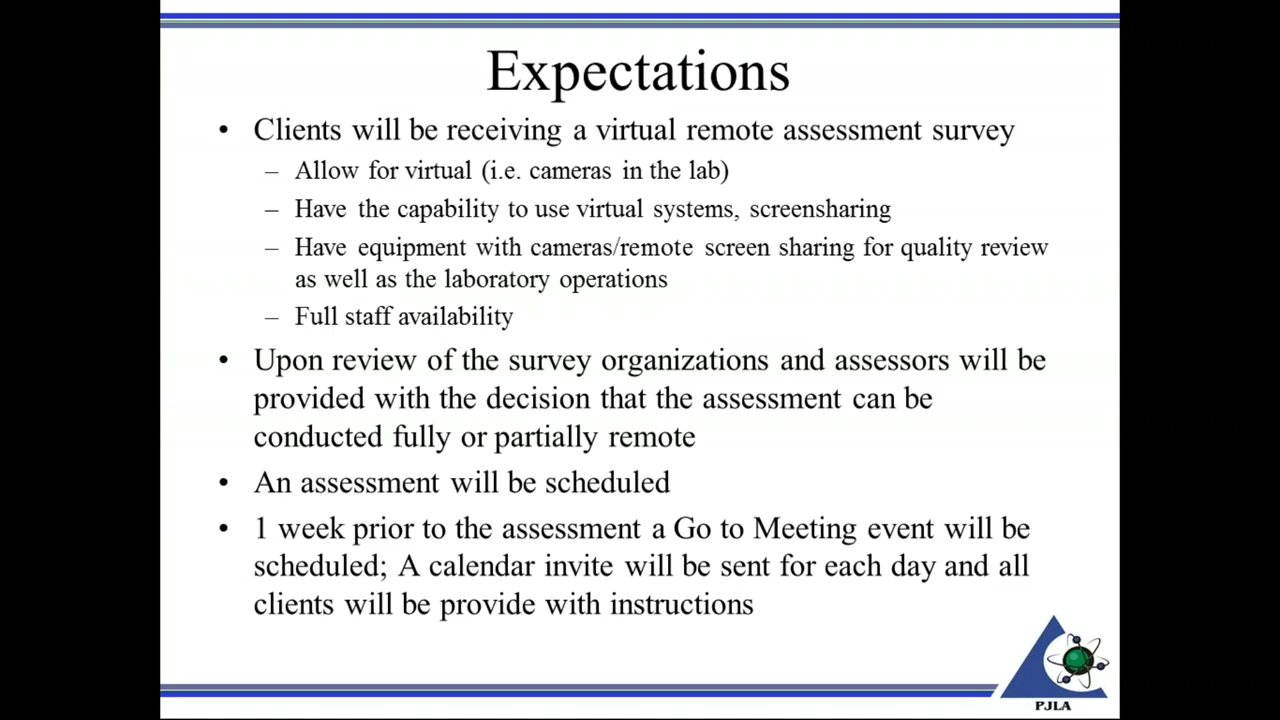 Expectations
• Clients will be receiving a virtual remote assessment survey
– Allow for virtual (i.e. cameras in the lab)
– Have the capability to use virtual systems, screensharing
– Have equipment with cameras/remote screen sharing for quality review
as well as the laboratory operations
– Full staff availability
• Upon review of the survey organizations and assessors will be
provided with the decision that the assessment can be
conducted fully or partially remote
• An assessment will be scheduled
• 1 week prior to the assessment a Go to Meeting event will be
scheduled; A calendar invite will be sent for each day and all
clients will be provide with instructions
PJLA